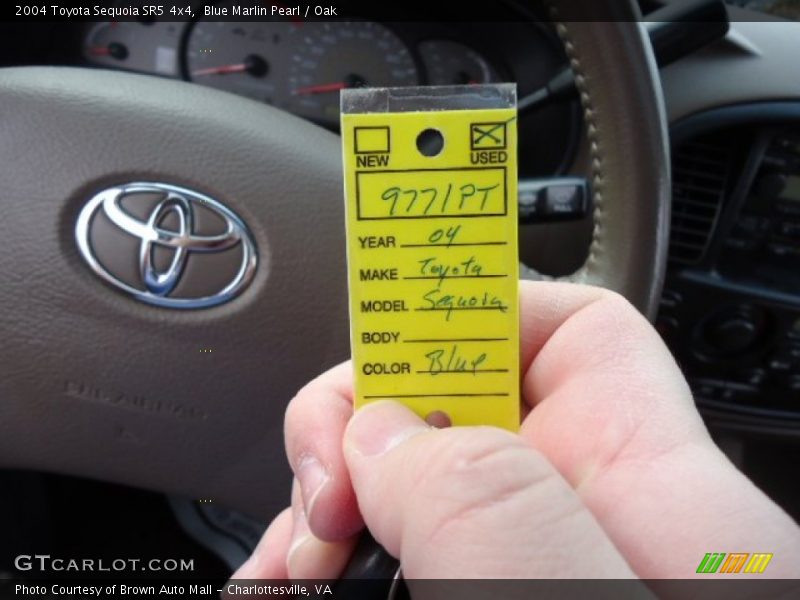 2004 Toyota Sequoia SR5 4x4, Blue Marlin Pearl / Oak
NEW
USED
9771PT
YEAR 04
MAKE Toyota
MODEL Sequoia
BODY
COLOR Blue
GTCARLOT.COM
Photo Courtesy of Brown Auto Mall - Charlottesville, VA